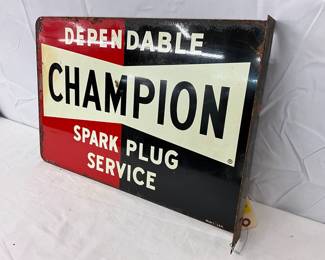 DEPENDABLE
CHAMPION
®
SPARK PLUG
SERVICE